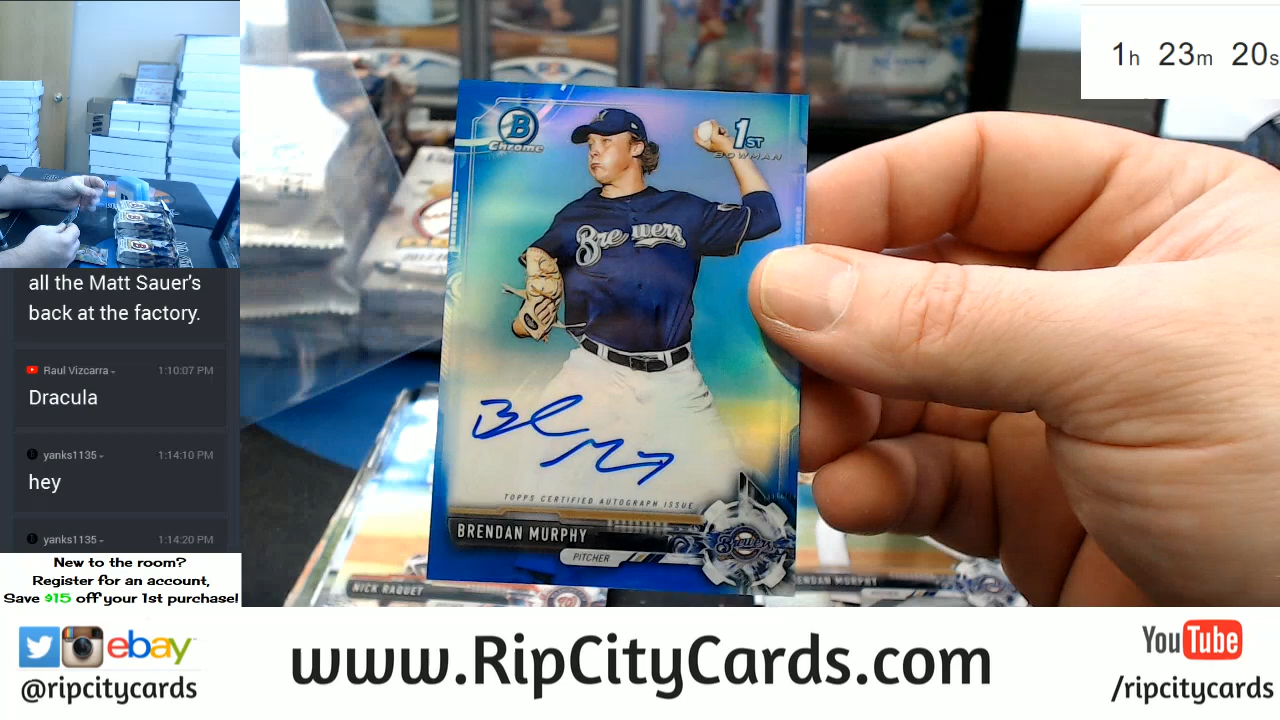 1h 23m 20s
all the Matt Sauer's
back at the factory.
Raul Vizcarra
1:10:07 PM
Dracula
yanks1135
1:14:10 PM
hey
yanks1135
1:14:20 PM
New to the room?
Register for an account,
Save $15 off your 1st purchase!
B
Chrome
1ST
BOWMAN
Brewers
TOPPS CERTIFIED AUTOGRAPH ISSUE
BRENDAN MURPHY
PITCHER
Brewers
NICK RAQUET
ENDAN MURPHY
ebay
@ripcitycards
www.RipCityCards.com
YouTube
/ripcitycards